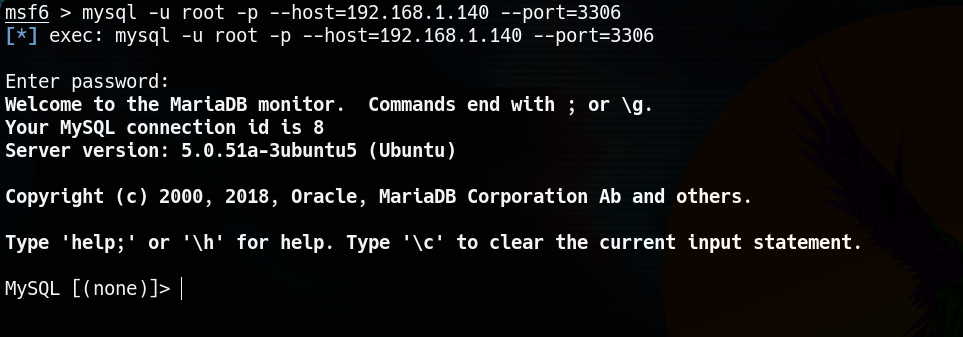 msf6 > mysql -u root -p --host=192.168.1.140 --port=3306
[*] exec: mysql -u root -p --host=192.168.1.140 --port=3306
Enter password:
Welcome to the MariaDB monitor.  Commands end with ; or \g.
Your MySQL connection id is 8
Server version: 5.0.51a-3ubuntu5 (Ubuntu)
Copyright (c) 2000, 2018, Oracle, MariaDB Corporation Ab and others.
Type 'help;' or '\h' for help. Type '\c' to clear the current input statement.
MySQL [(none)]>